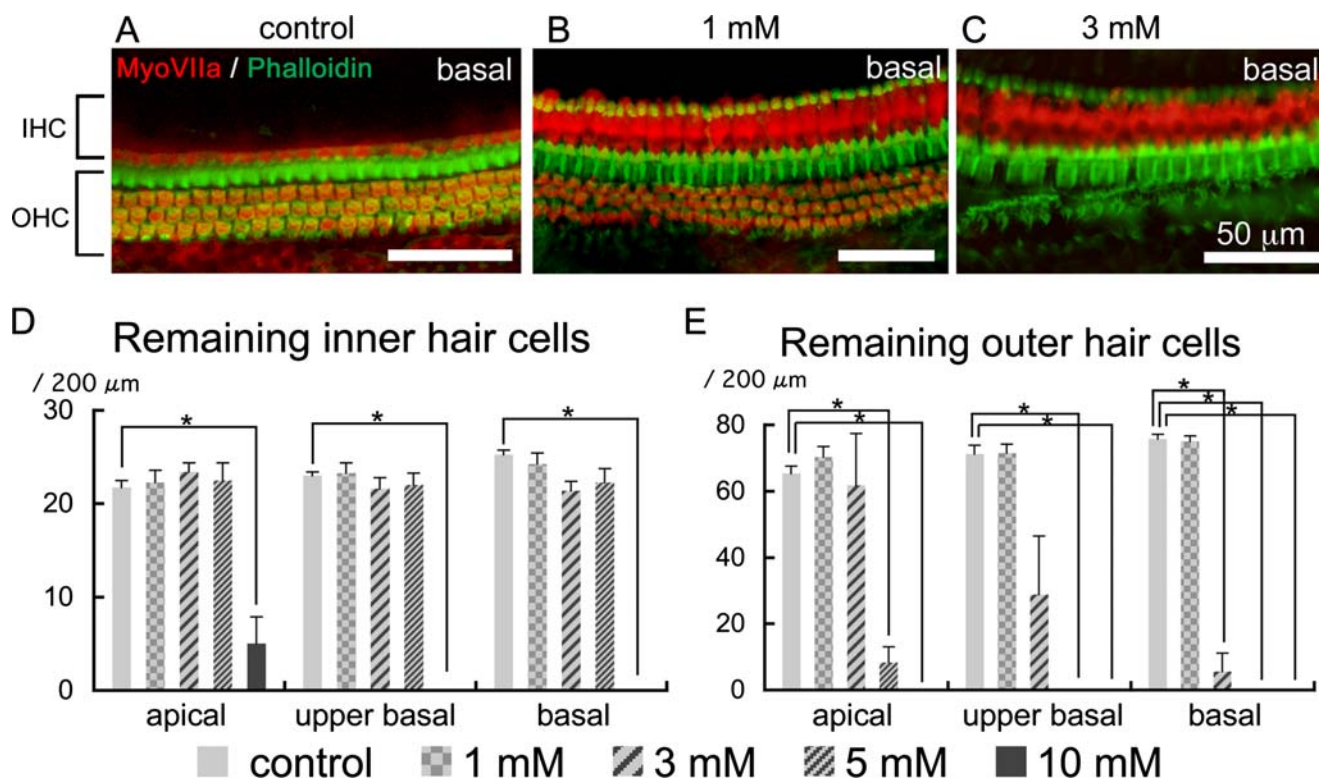 A control B 1 mM C 3 mM
MyoVIIa / Phalloidin basal basal basal
IHC
OHC
50 μm
D Remaining inner hair cells
/ 200 μm
30
20
10
0
apical upper basal basal
* * *
E Remaining outer hair cells
/ 200 μm
80
60
40
20
0
apical upper basal basal
* * * * * * *
control 1 mM 3 mM 5 mM 10 mM